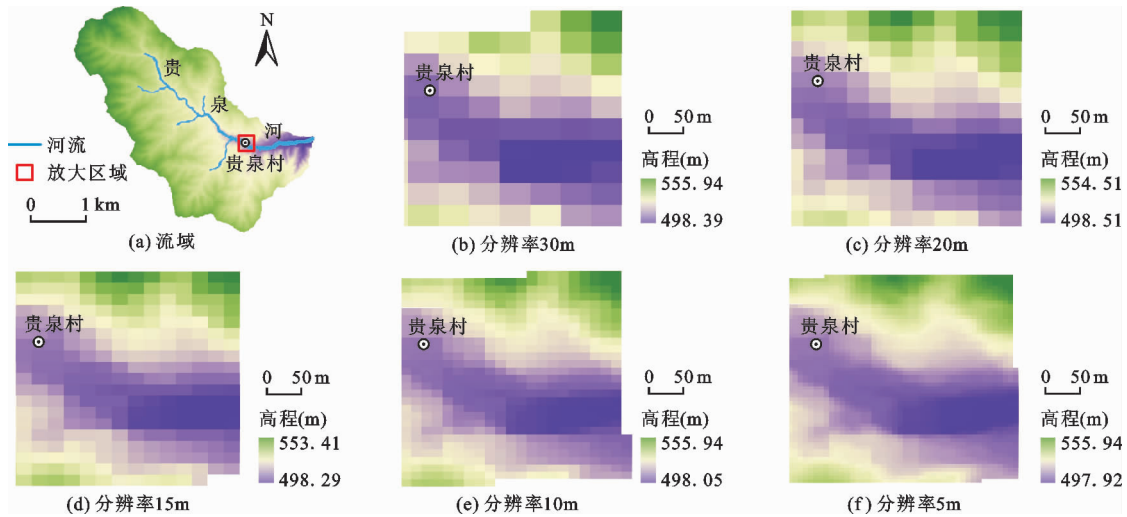 N
贵
泉
河
贵泉村
河流
放大区域
0 1 km
(a) 流域
贵泉村
0 50 m
高程(m)
555.94
498.39
(b) 分辨率30m
贵泉村
0 50 m
高程(m)
554.51
498.51
(c) 分辨率20m
贵泉村
0 50 m
高程(m)
553.41
498.29
(d) 分辨率15m
贵泉村
0 50 m
高程(m)
555.94
498.05
(e) 分辨率10m
贵泉村
0 50 m
高程(m)
555.94
497.92
(f) 分辨率5m